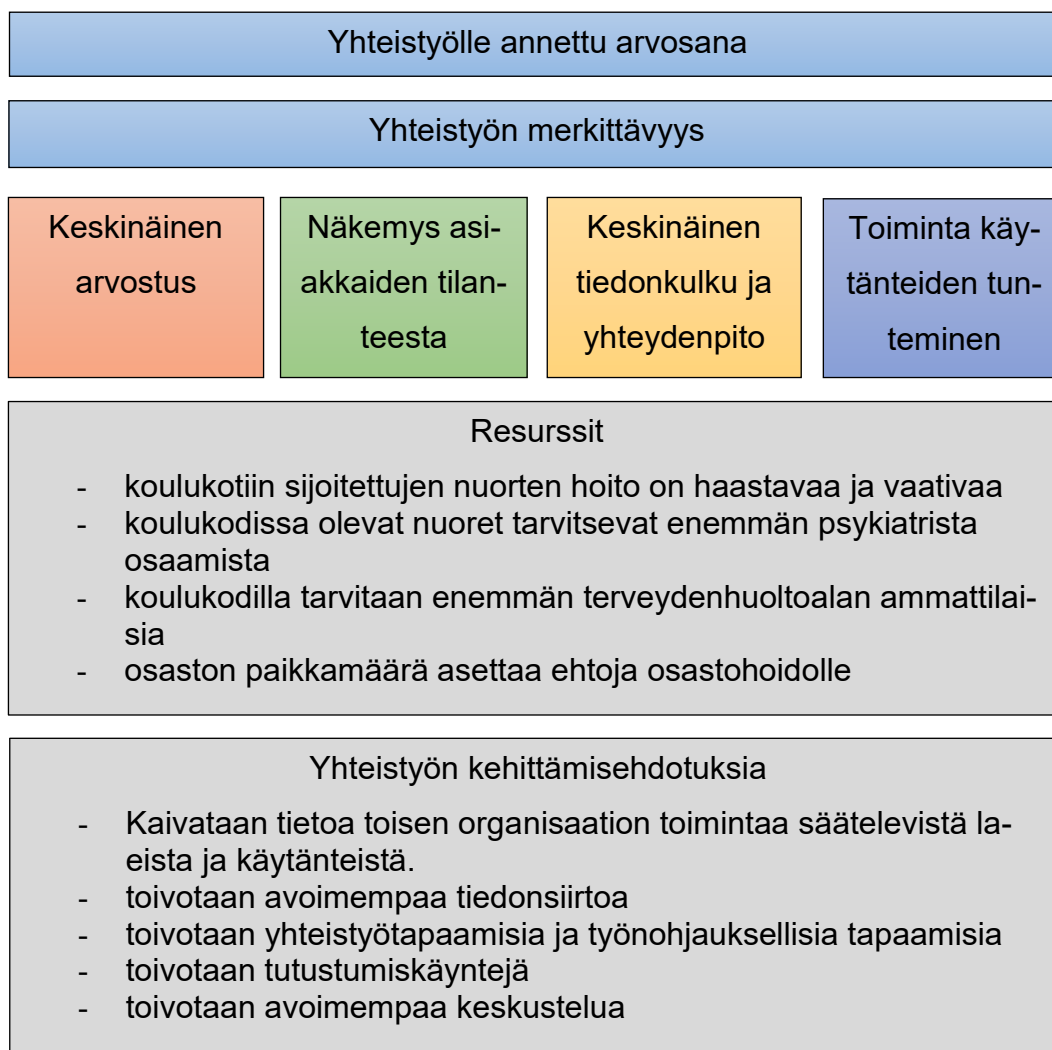 Yhteistyölle annettu arvosana
Yhteistyön merkittävyys
Keskinäinen
arvostus
Näkemys asi-
akkaiden tilan-
teesta
Keskinäinen
tiedonkulku ja
yhteydenpito
Toiminta käy-
tänteiden tun-
teminen
Resurssit
- koulukotiin sijoitettujen nuorten hoito on haastavaa ja vaativaa
- koulukodissa olevat nuoret tarvitsevat enemmän psykiatrista
osaamista
- koulukodilla tarvitaan enemmän terveydenhuoltoalan ammattilai-
sia
- osaston paikkamäärä asettaa ehtoja osastohoidolle
Yhteistyön kehittämisehdotuksia
- Kaivataan tietoa toisen organisaation toimintaa säätelevistä la-
eista ja käytänteistä.
- toivotaan avoimempaa tiedonsiirtoa
- toivotaan yhteistyötapaamisia ja työnohjauksellisia tapaamisia
- toivotaan tutustumiskäyntejä
- toivotaan avoimempaa keskustelua